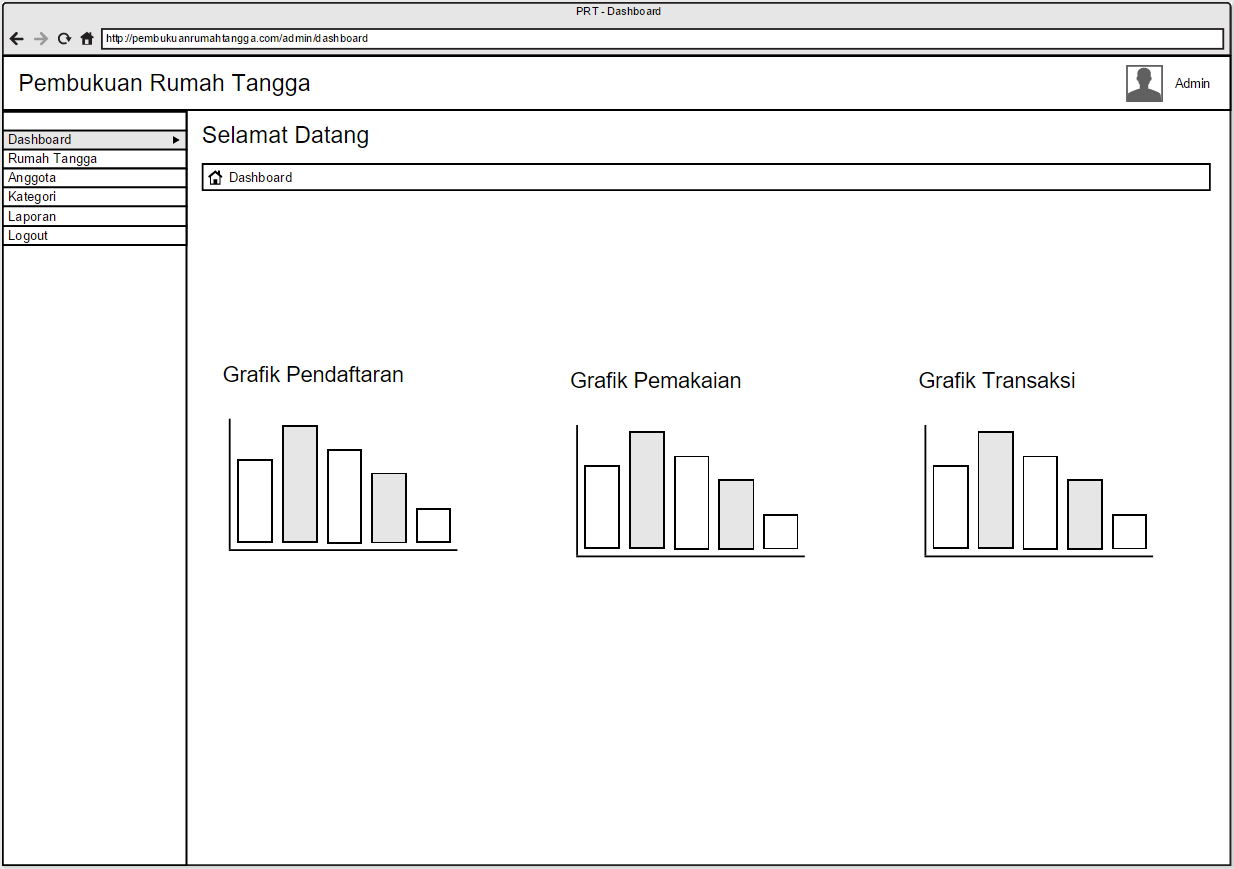 PRT - Dashboard
http://pembukuanrumahtangga.com/admin/dashboard
Pembukuan Rumah Tangga
Admin
Dashboard
Rumah Tangga
Anggota
Kategori
Laporan
Logout
Selamat Datang
Dashboard
Grafik Pendaftaran
Grafik Pemakaian
Grafik Transaksi